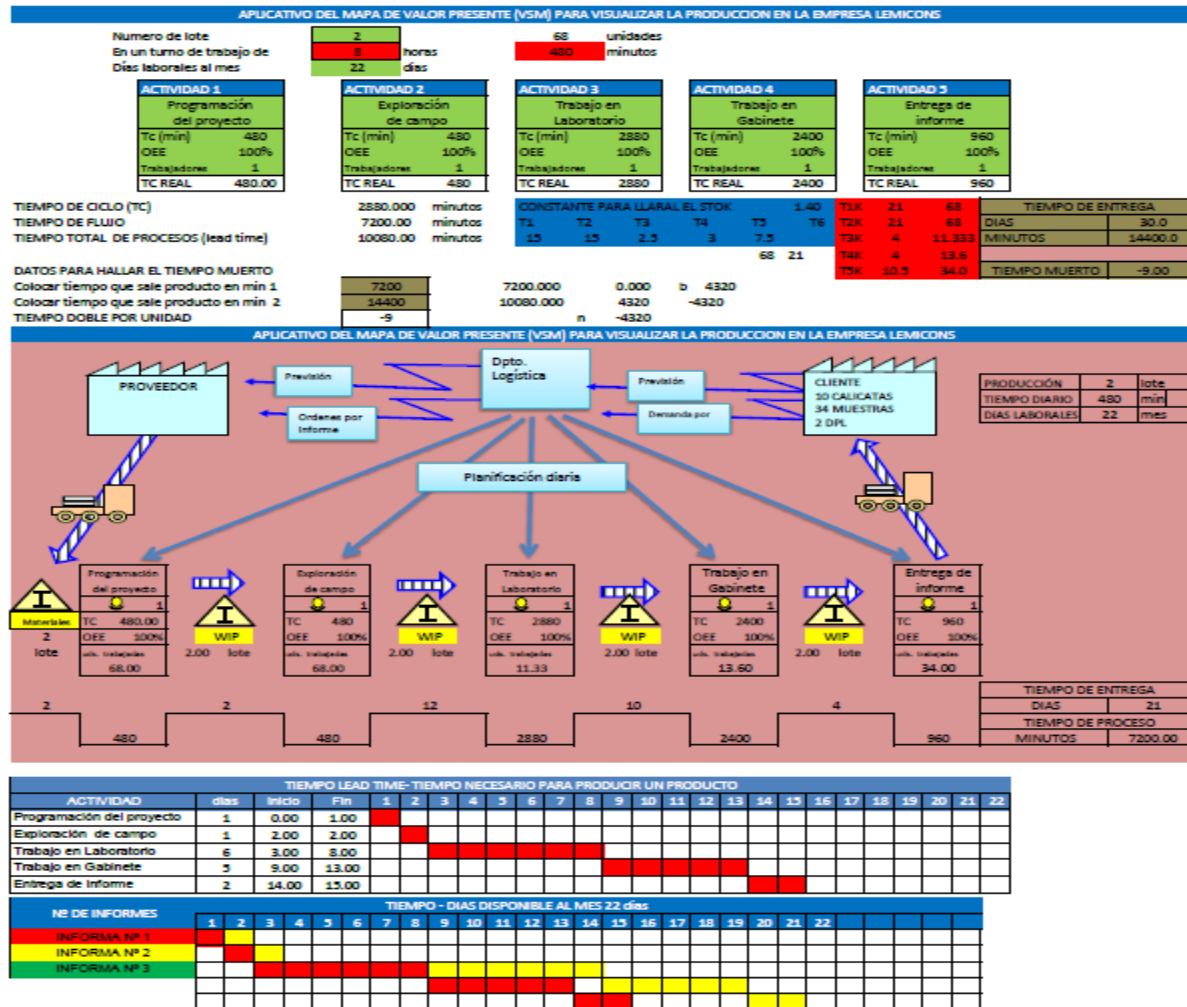 APLICATIVO DEL MAPA DE VALOR PRESENTE (VSM) PARA VISUALIZAR LA PRODUCCION EN LA EMPRESA LEMICONS
Numero de lote 2 68 unidades
En un turno de trabajo de 8 horas 480 minutos
Días laborales al mes 22 días
ACTIVIDAD 1 ACTIVIDAD 2 ACTIVIDAD 3 ACTIVIDAD 4 ACTIVIDAD 5
Programación Exploración Trabajo en Trabajo en Entrega de
del proyecto de campo Laboratorio Gabinete informe
Tc (min) 480 Tc (min) 480 Tc (min) 2880 Tc (min) 2400 Tc (min) 960
OEE 100% OEE 100% OEE 100% OEE 100% OEE 100%
Trabajadores 1 Trabajadores 1 Trabajadores 1 Trabajadores 1 Trabajadores 1
TC REAL 480.00 TC REAL 480 TC REAL 2880 TC REAL 2400 TC REAL 960
TIEMPO DE CICLO (TC) 2880.000 minutos CONSTANTE PARA LLARAL EL STOK 1.40 T1K 21 68 TIEMPO DE ENTREGA
TIEMPO DE FLUJO 7200.00 minutos T1 T2 T3 T4 T5 T6 T2K 21 68 DIAS 30.0
TIEMPO TOTAL DE PROCESOS (lead time) 10080.00 minutos 15 15 2.5 3 7.5 T3K 4 11.333 MINUTOS 14400.0
68 21 T4K 4 13.6
DATOS PARA HALLAR EL TIEMPO MUERTO T5K 10.5 34.0 TIEMPO MUERTO -9.00
Colocar tiempo que sale producto en min 1 7200 7200.000 0.000 b 4320
Colocar tiempo que sale producto en min 2 14400 10080.000 4320 -4320
TIEMPO DOBLE POR UNIDAD -9 n -4320
APLICATIVO DEL MAPA DE VALOR PRESENTE (VSM) PARA VISUALIZAR LA PRODUCCION EN LA EMPRESA LEMICONS
PROVEEDOR
Previsión
Ordenes por
Informe
Dpto.
Logística
Previsión
Demanda por
CLIENTE
10 CALICATAS
34 MUESTRAS
2 DPL
PRODUCCIÓN 2 lote
TIEMPO DIARIO 480 min
DIAS LABORALES 22 mes
Planificación diaria
Programación Exploración Trabajo en Trabajo en Entrega de
del proyecto de campo Laboratorio Gabinete informe
I 1 I 1 I 1 I 1 I 1
Materiales TC 480.00 WIP TC 480 WIP TC 2880 WIP TC 2400 WIP TC 960
2 OEE 100% OEE 100% OEE 100% OEE 100% OEE 100%
lote uds. trabajadas 2.00 lote uds. trabajadas 2.00 lote uds. trabajadas 2.00 lote uds. trabajadas 2.00 lote uds. trabajadas
68.00 68.00 11.33 13.60 34.00
TIEMPO DE ENTREGA
2 2 12 10 4 DIAS 21
TIEMPO DE PROCESO
480 480 2880 2400 960 MINUTOS 7200.00
TIEMPO LEAD TIME- TIEMPO NECESARIO PARA PRODUCIR UN PRODUCTO
ACTIVIDAD dias Inicio Fin 1 2 3 4 5 6 7 8 9 10 11 12 13 14 15 16 17 18 19 20 21 22
Programación del proyecto 1 0.00 1.00
Exploración de campo 1 2.00 2.00
Trabajo en Laboratorio 6 3.00 8.00
Trabajo en Gabinete 5 9.00 13.00
Entrega de Informe 2 14.00 15.00
Nº DE INFORMES TIEMPO - DIAS DISPONIBLE AL MES 22 días
1 2 3 4 5 6 7 8 9 10 11 12 13 14 15 16 17 18 19 20 21 22
INFORMA Nº 1
INFORMA Nº 2
INFORMA Nº 3